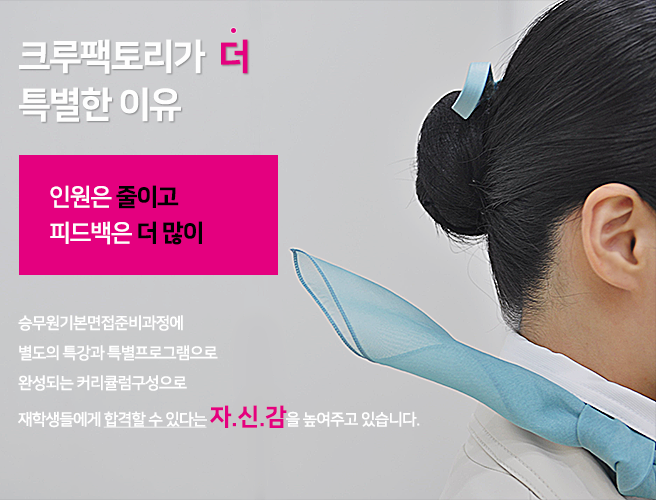 크루팩토리가 더
특별한 이유
인원은 줄이고
피드백은 더 많이
승무원기본면접준비과정에
별도의 특강과 특별프로그램으로
완성되는 커리큘럼구성으로
재학생들에게 합격할 수 있다는 자.신.감을 높여주고 있습니다.